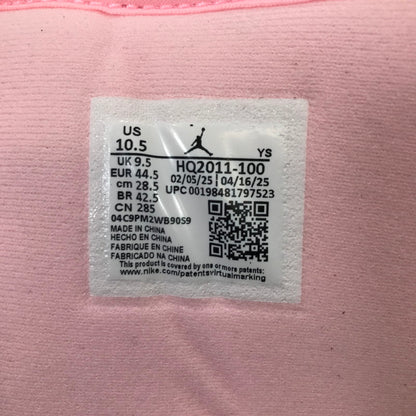 US
10.5 YS
UK 9.5 HQ2011-100
EUR 44.5 02/05/25 | 04/16/25
cm 28.5 UPC 00198481797523
BR 42.5
CN 285
04C9PM2WB90S9
MADE IN CHINA
HECHO EN CHINA
FABRIQUE EN CHINE
FABRICADO NA CHINA
This product is covered by one or more patents:
www.nike.com/patentsvirtualmarking